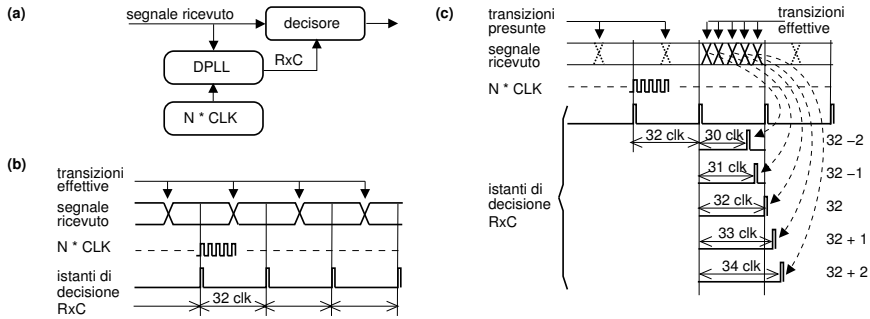 (a)
segnale ricevuto
decisore
DPLL
RxC
N * CLK
(b)
transizioni
effettive
segnale
ricevuto
N * CLK
istanti di
decisione
RxC
32 clk
(c)
transizioni
presunte
transizioni
effettive
segnale
ricevuto
N * CLK
32 clk
30 clk
32 −2
31 clk
32 −1
istanti di
decisione
RxC
32 clk
32
33 clk
32 + 1
34 clk
32 + 2